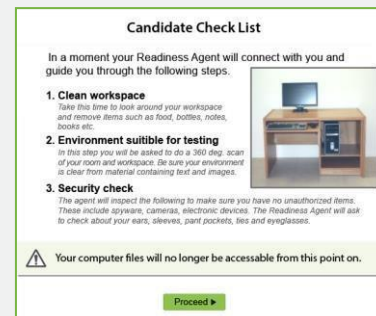 Candidate Check List
In a moment your Readiness Agent will connect with you and
guide you through the following steps.
1. Clean workspace
Take this time to look around your workspace
and remove items such as food, bottles, notes,
books etc.
2. Environment suitible for testing
In this step you will be asked to do a 360 deg. scan
of your room and workspace. Be sure your environment
is clear from material containing text and images.
3. Security check
The agent will inspect the following to make sure you have no unauthorized items.
These include spyware, cameras, electronic devices. The Readiness Agent will ask
to check about your ears, sleeves, pant pockets, ties and eyeglasses.
Your computer files will no longer be accessable from this point on.
Proceed